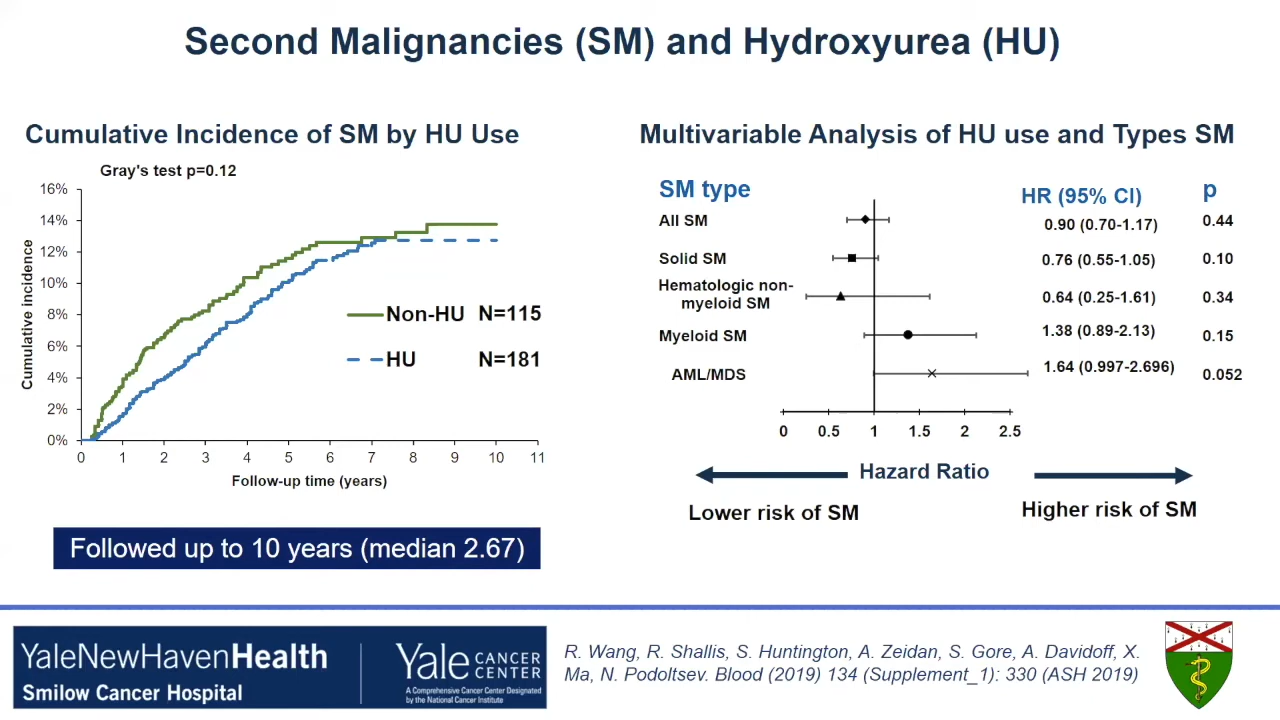 Second Malignancies (SM) and Hydroxyurea (HU)
Cumulative Incidence of SM by HU Use
Gray's test p=0.12
Cumulative incidence
16%
14%
12%
10%
8%
6%
4%
2%
0%
0 1 2 3 4 5 6 7 8 9 10 11
Follow-up time (years)
Non-HU N=115
HU N=181
Followed up to 10 years (median 2.67)
Multivariable Analysis of HU use and Types SM
SM type HR (95% CI) p
All SM 0.90 (0.70-1.17) 0.44
Solid SM 0.76 (0.55-1.05) 0.10
Hematologic non-
myeloid SM 0.64 (0.25-1.61) 0.34
Myeloid SM 1.38 (0.89-2.13) 0.15
AML/MDS 1.64 (0.997-2.696) 0.052
0 0.5 1 1.5 2 2.5
Hazard Ratio
Lower risk of SM
Higher risk of SM
YaleNewHavenHealth
Smilow Cancer Hospital
Yale CANCER
CENTER
A Comprehensive Cancer Center Designated
by the National Cancer Institute
R. Wang, R. Shallis, S. Huntington, A. Zeidan, S. Gore, A. Davidoff, X.
Ma, N. Podoltsev. Blood (2019) 134 (Supplement_1): 330 (ASH 2019)